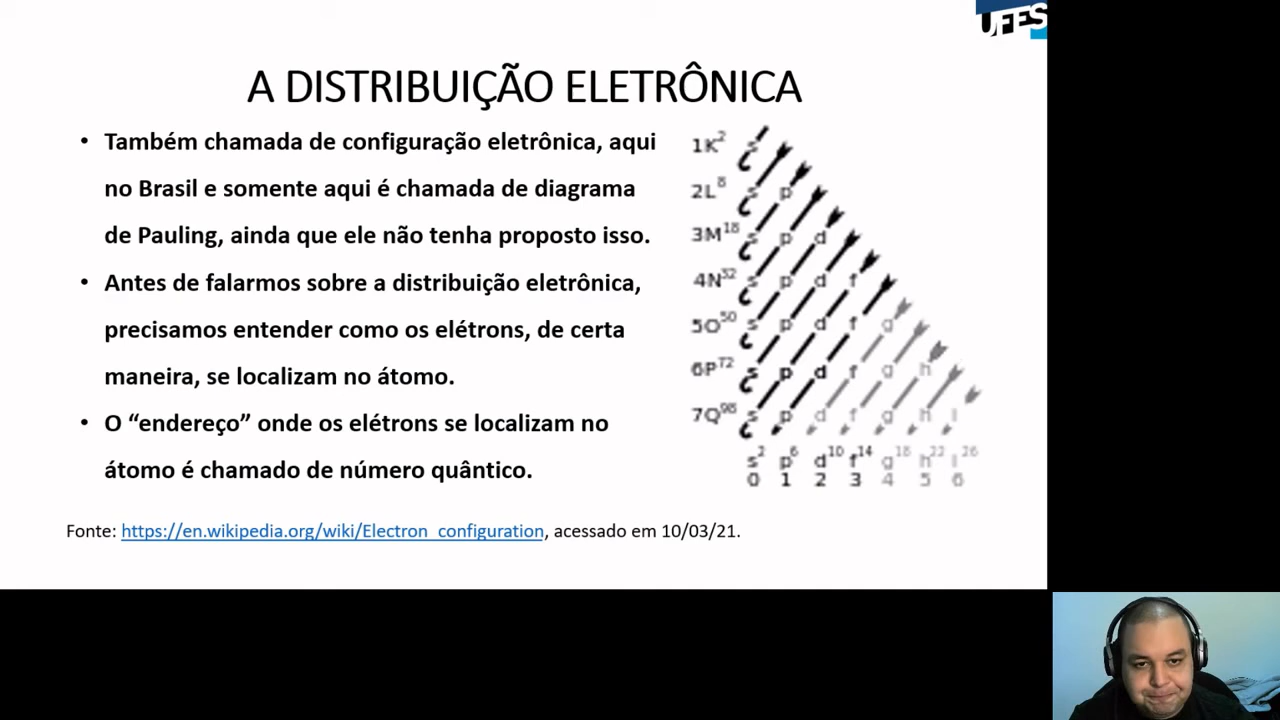 UFES
A DISTRIBUIÇÃO ELETRÔNICA
• Também chamada de configuração eletrônica, aqui
no Brasil e somente aqui é chamada de diagrama
de Pauling, ainda que ele não tenha proposto isso.
• Antes de falarmos sobre a distribuição eletrônica,
precisamos entender como os elétrons, de certa
maneira, se localizam no átomo.
• O “endereço” onde os elétrons se localizam no
átomo é chamado de número quântico.
1K2 s
2L8 s p
3M18 s p d
4N32 s p d f
5O50 s p d f g
6P72 s p d f g h
7Q98 s p d f g h i
s2 p6 d10 f14 g18 h22 i26
0 1 2 3 4 5 6
Fonte: https://en.wikipedia.org/wiki/Electron_configuration, acessado em 10/03/21.